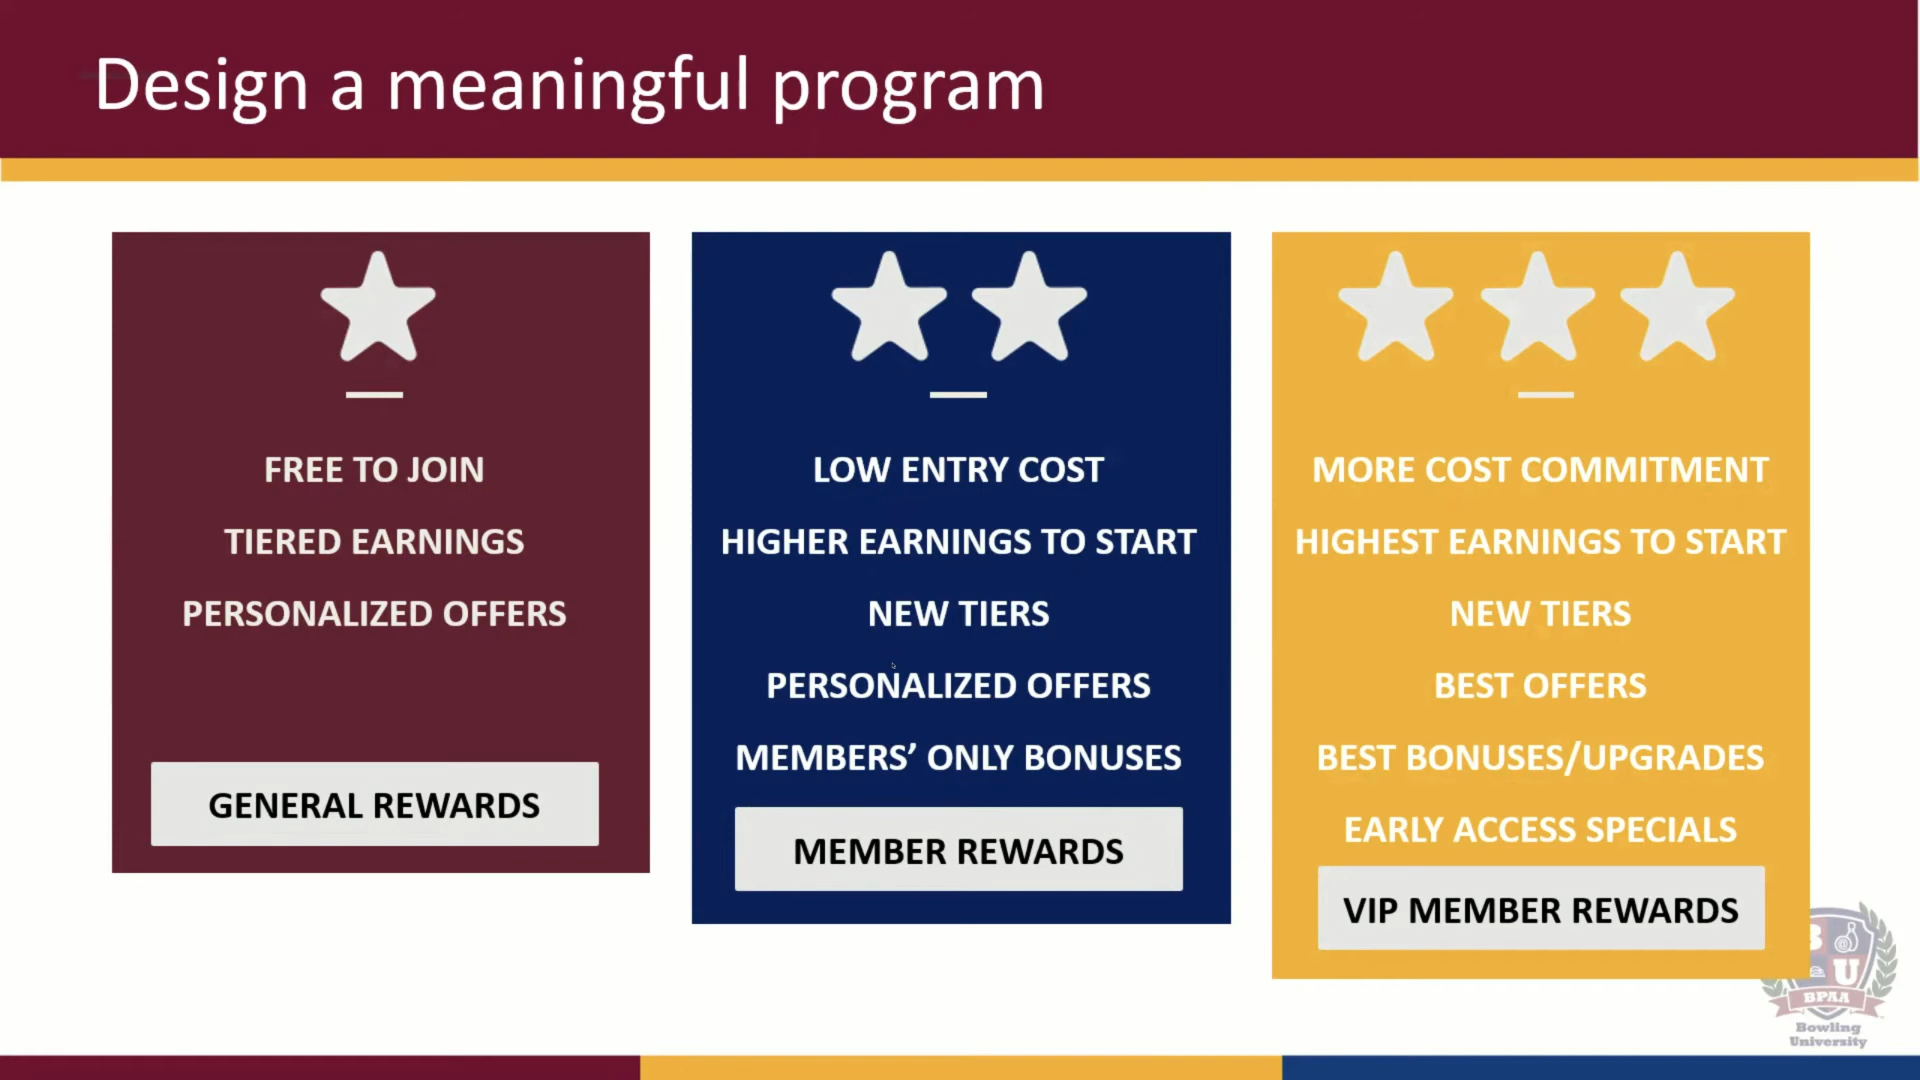 Design a meaningful program
FREE TO JOIN
TIERED EARNINGS
PERSONALIZED OFFERS
GENERAL REWARDS
LOW ENTRY COST
HIGHER EARNINGS TO START
NEW TIERS
PERSONALIZED OFFERS
MEMBERS’ ONLY BONUSES
MEMBER REWARDS
MORE COST COMMITMENT
HIGHEST EARNINGS TO START
NEW TIERS
BEST OFFERS
BEST BONUSES/UPGRADES
EARLY ACCESS SPECIALS
VIP MEMBER REWARDS
B
U
BPAA
Bowling
University